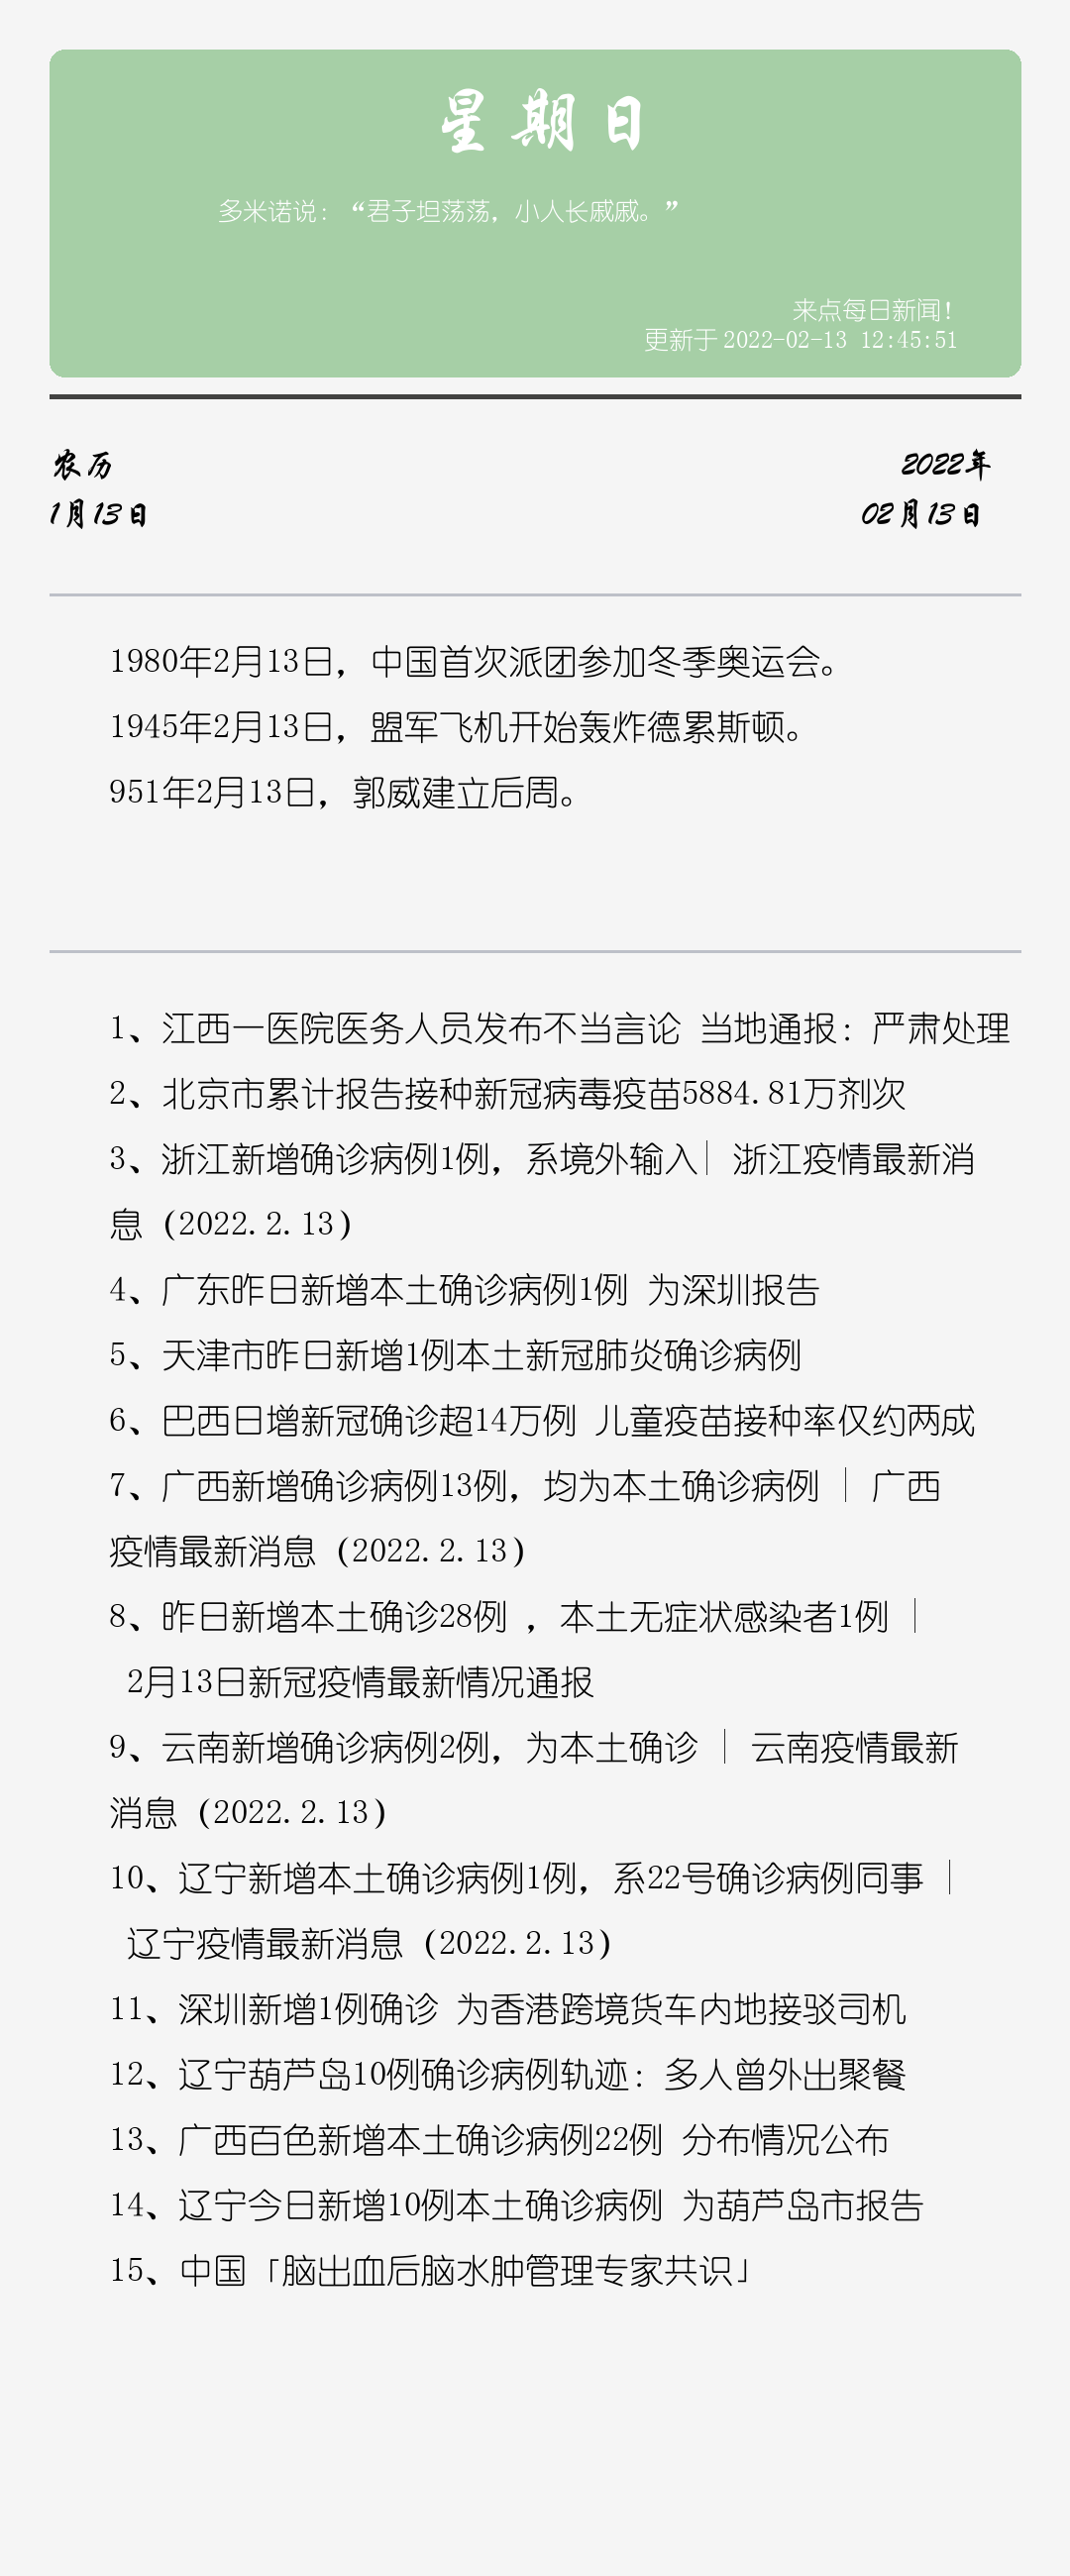 星期日
多米诺说：“君子坦荡荡，小人长戚戚。”
来点每日新闻！
更新于 2022-02-13 12:45:51
农历
1月13日
2022年
02月13日
1980年2月13日，中国首次派团参加冬季奥运会。
1945年2月13日，盟军飞机开始轰炸德累斯顿。
951年2月13日，郭威建立后周。
1、江西一医院医务人员发布不当言论 当地通报：严肃处理
2、北京市累计报告接种新冠病毒疫苗5884.81万剂次
3、浙江新增确诊病例1例，系境外输入| 浙江疫情最新消
息（2022.2.13）
4、广东昨日新增本土确诊病例1例 为深圳报告
5、天津市昨日新增1例本土新冠肺炎确诊病例
6、巴西日增新冠确诊超14万例 儿童疫苗接种率仅约两成
7、广西新增确诊病例13例，均为本土确诊病例 | 广西
疫情最新消息（2022.2.13）
8、昨日新增本土确诊28例 ，本土无症状感染者1例 |
2月13日新冠疫情最新情况通报
9、云南新增确诊病例2例，为本土确诊 | 云南疫情最新
消息（2022.2.13）
10、辽宁新增本土确诊病例1例，系22号确诊病例同事 |
辽宁疫情最新消息（2022.2.13）
11、深圳新增1例确诊 为香港跨境货车内地接驳司机
12、辽宁葫芦岛10例确诊病例轨迹：多人曾外出聚餐
13、广西百色新增本土确诊病例22例 分布情况公布
14、辽宁今日新增10例本土确诊病例 为葫芦岛市报告
15、中国「脑出血后脑水肿管理专家共识」